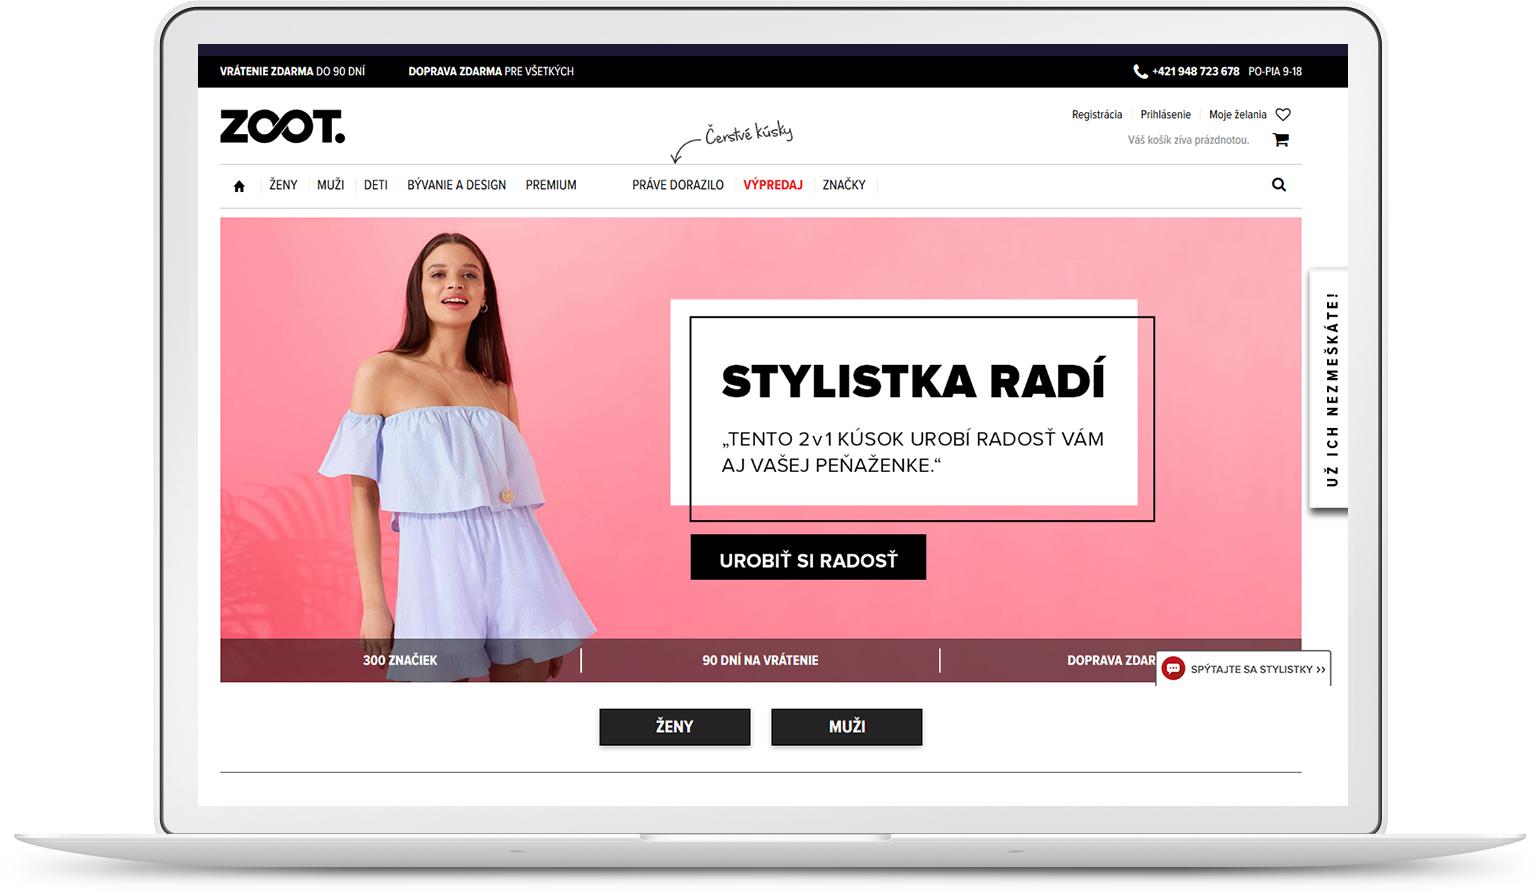 VRÁTENIE ZDARMA DO 90 DNÍ DOPRAVA ZDARMA PRE VŠETKÝCH +421 948 723 678 PO-PIA 9-18
ZOOT.
Registrácia Prihlásenie Moje želania
Čerstvé kúsky
Váš košík zíva prázdnotou.
ŽENY MUŽI DETI BÝVANIE A DESIGN PREMIUM PRÁVE DORAZILO VÝPREDAJ ZNAČKY
STYLISTKA RADÍ
„TENTO 2 v 1 KÚSOK UROBÍ RADOSŤ VÁM
AJ VAŠEJ PEŇAŽENKE.“
UROBIŤ SI RADOSŤ
UŽ ICH NEZMEŠKÁTE!
300 ZNAČIEK 90 DNÍ NA VRÁTENIE DOPRAVA ZDAR
SPÝTAJTE SA STYLISTKY >>
ŽENY MUŽI